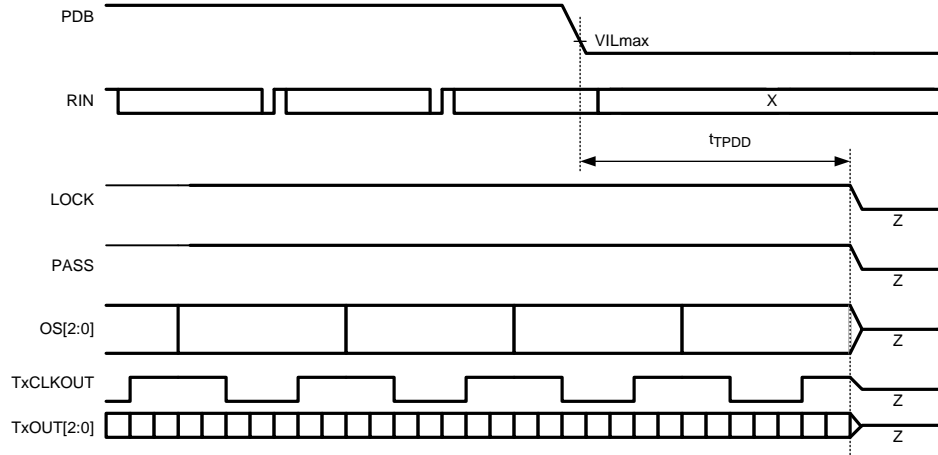 PDB
VILmax
RIN
X
tTPDD
LOCK
Z
PASS
Z
OS[2:0]
Z
TxCLKOUT
Z
TxOUT[2:0]
Z